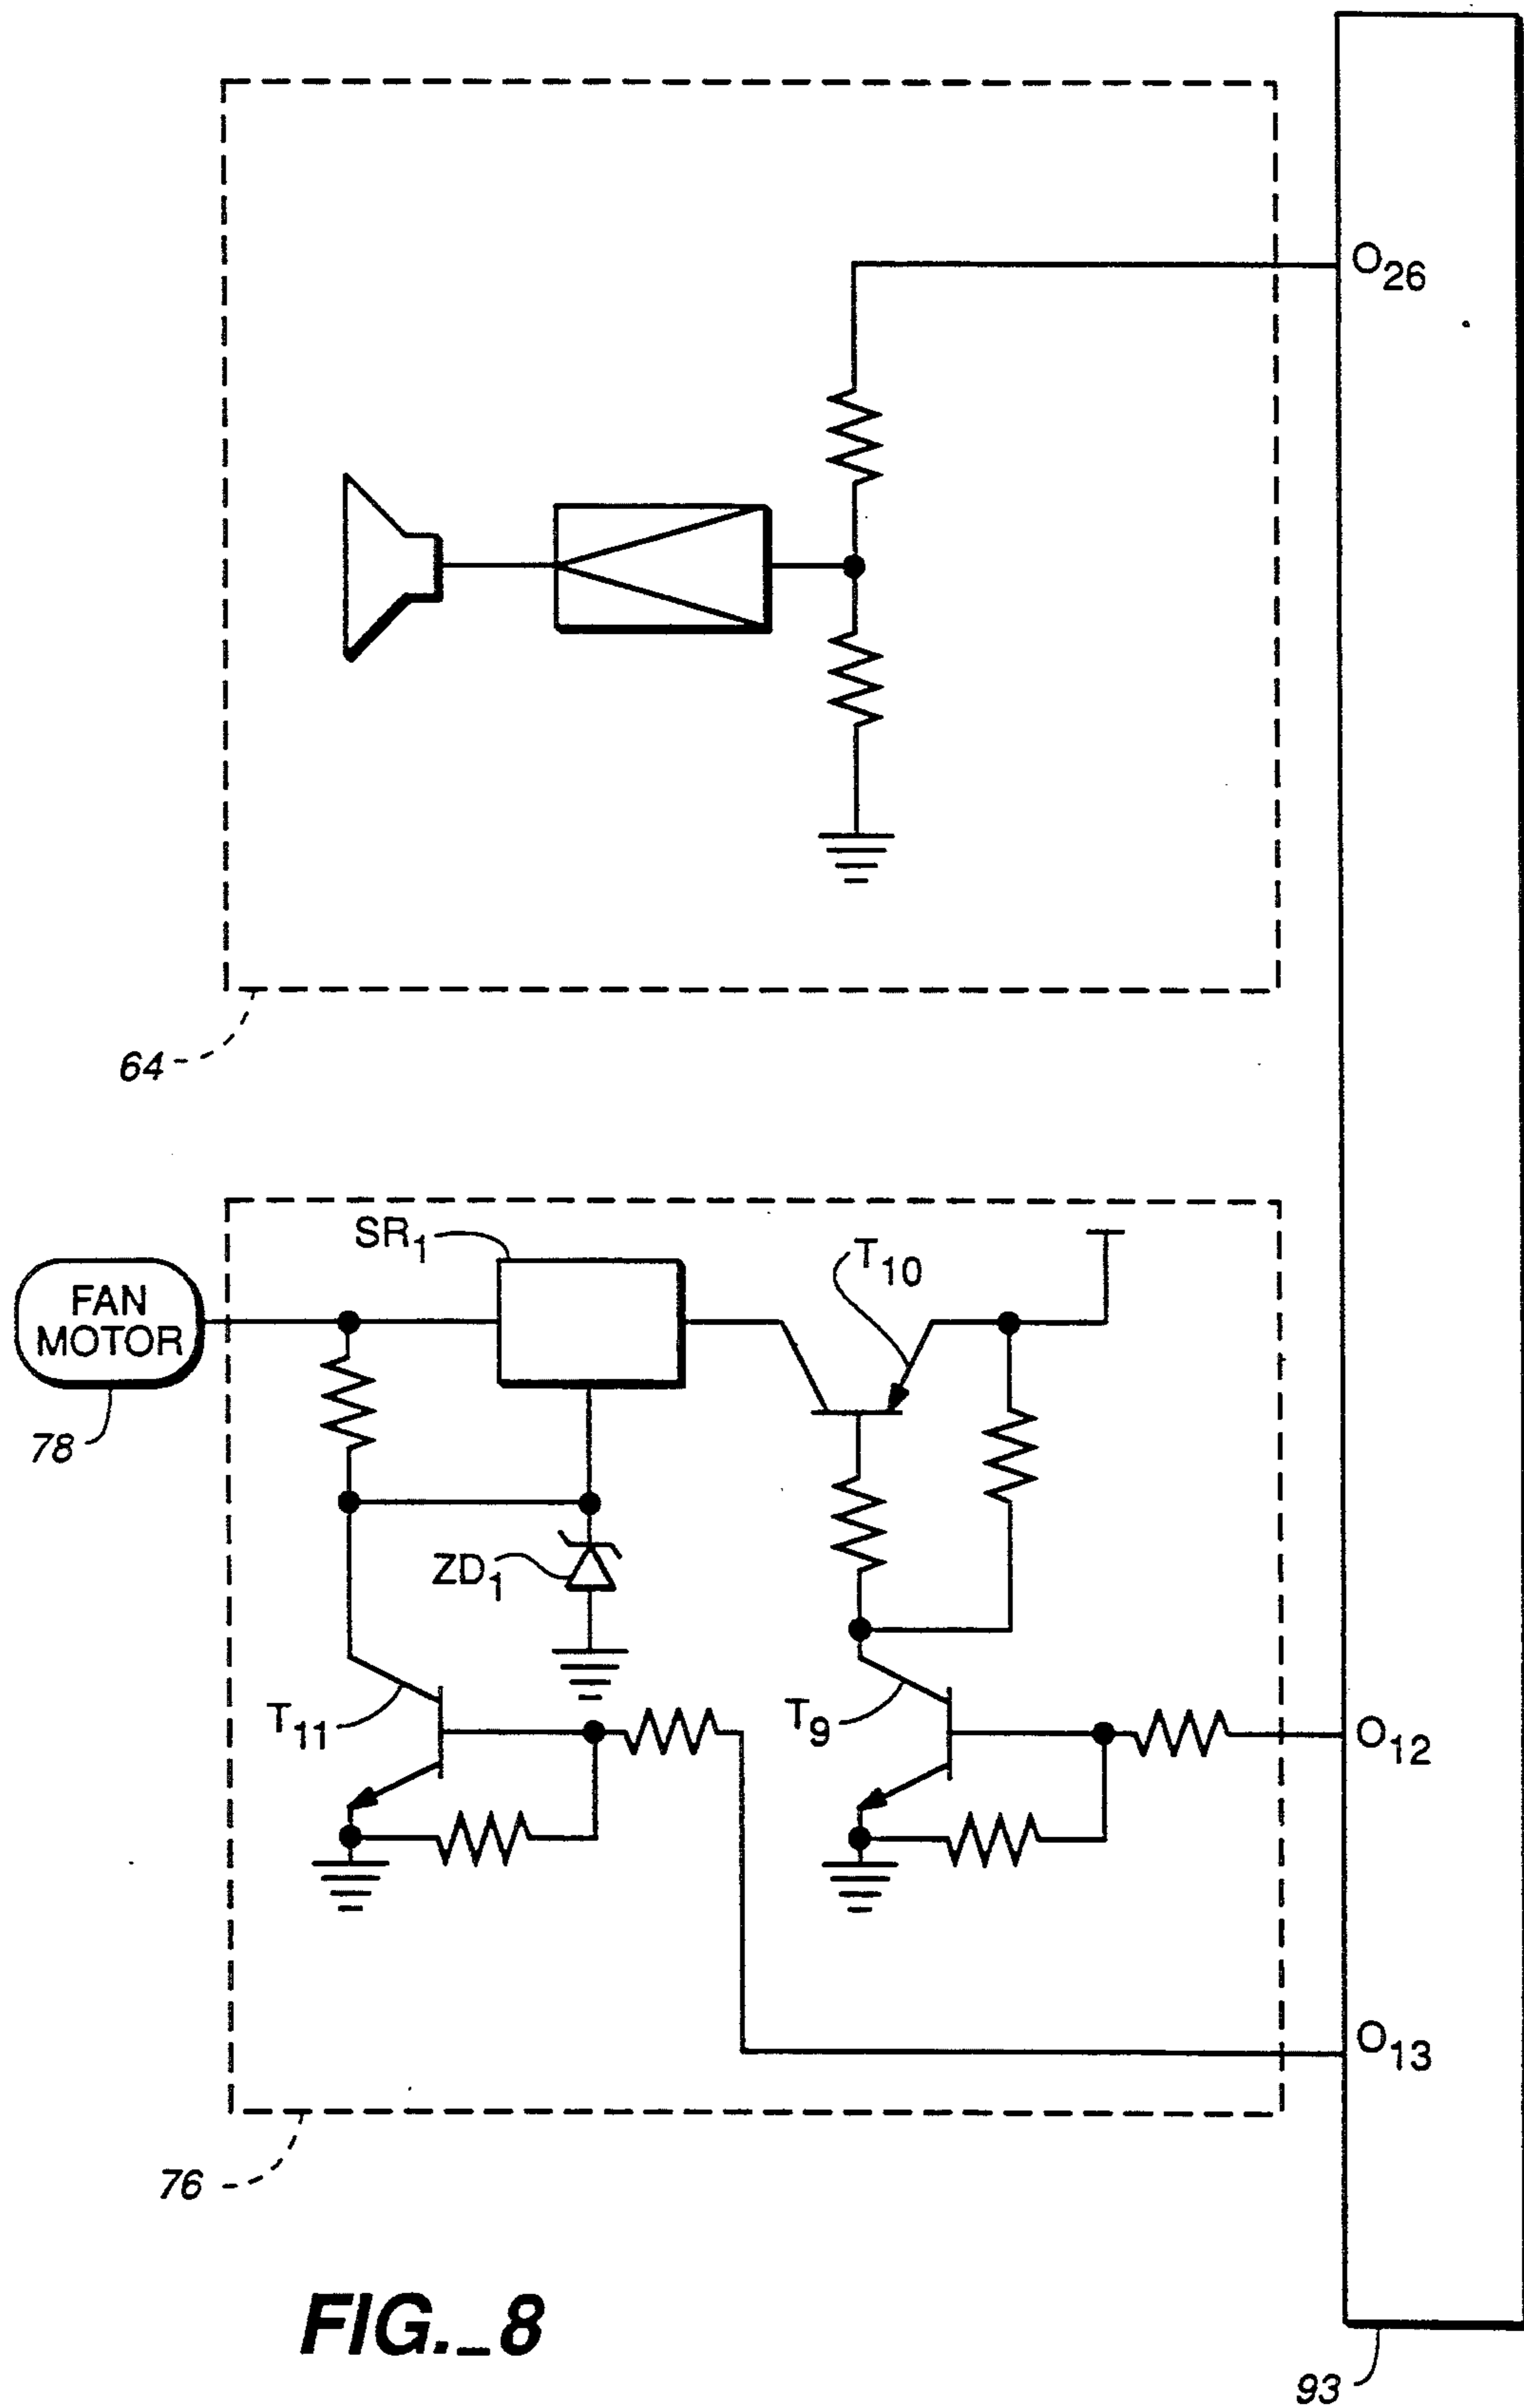 O26
64
SR1
T10
FAN
MOTOR
78
ZD1
T11
T9
O12
O13
76
FIG._8
93